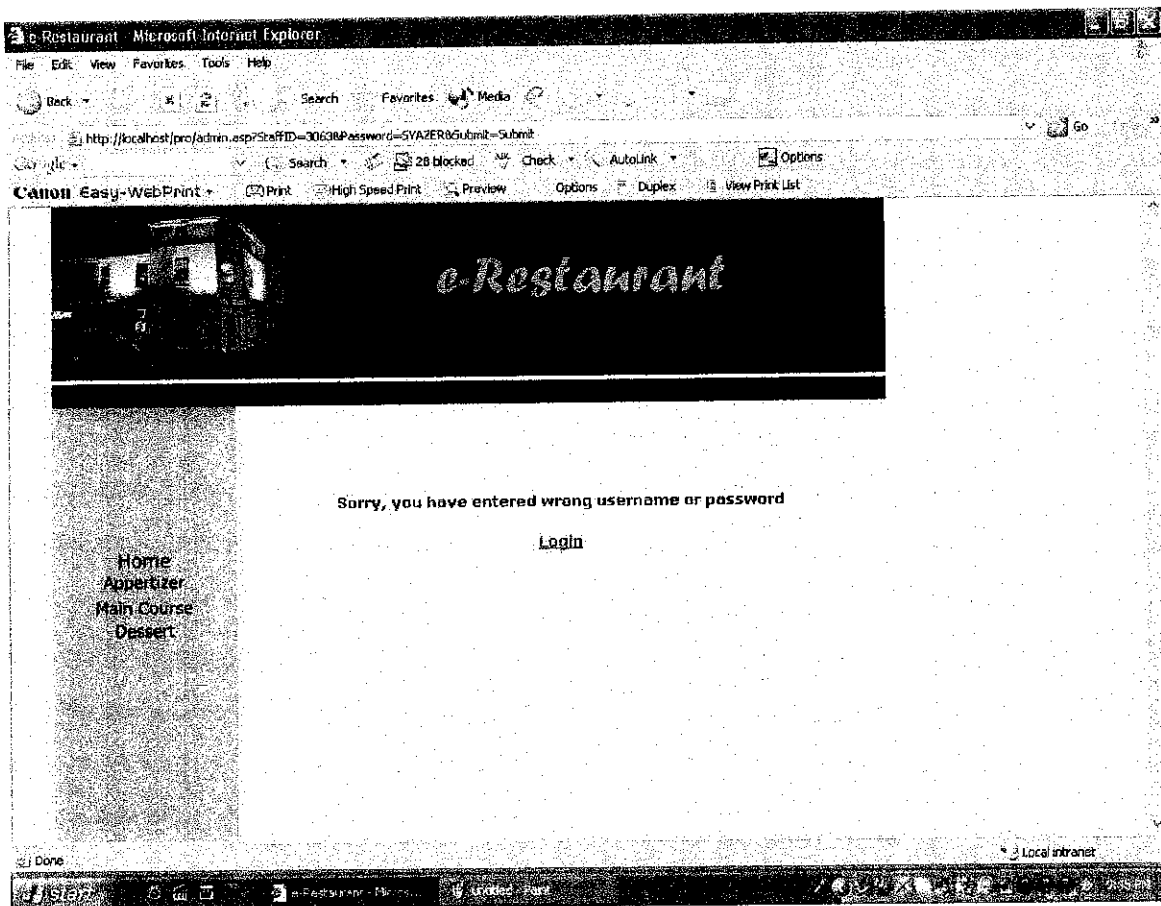 e-Restaurant - Microsoft Internet Explorer
File Edit View Favorites Tools Help
Back Search Favorites Media
http://localhost/pro/admin.asp?StaffID=3063&Password=SYAZER&Submit=Submit Go
Search 28 blocked Check AutoLink Options
Canon Easy-WebPrint Print High Speed Print Preview Options Duplex View Print List
e-Restaurant
Sorry, you have entered wrong username or password
Login
Home
Appertizer
Main Course
Dessert
Done Local intranet
start e-Restaurant - Micros... untitled - Paint